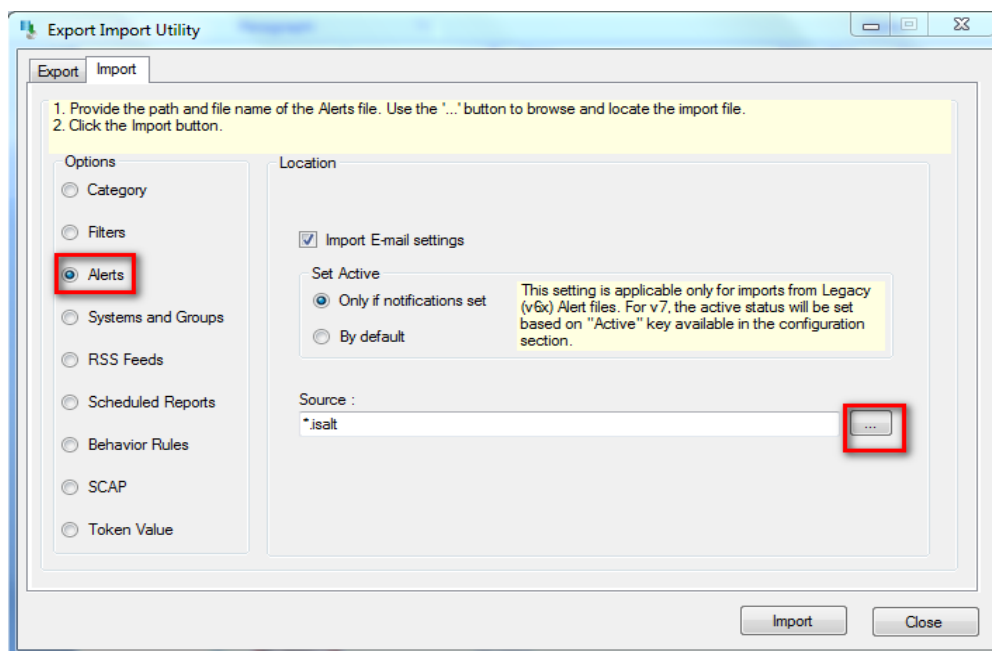 Export Import Utility
Export
Import
1. Provide the path and file name of the Alerts file. Use the '...' button to browse and locate the import file.
2. Click the Import button.
Options
Category
Filters
Alerts
Systems and Groups
RSS Feeds
Scheduled Reports
Behavior Rules
SCAP
Token Value
Location
Import E-mail settings
Set Active
Only if notifications set
By default
This setting is applicable only for imports from Legacy
(v6x) Alert files. For v7, the active status will be set
based on "Active" key available in the configuration
section.
Source :
*.isalt
...
Import
Close